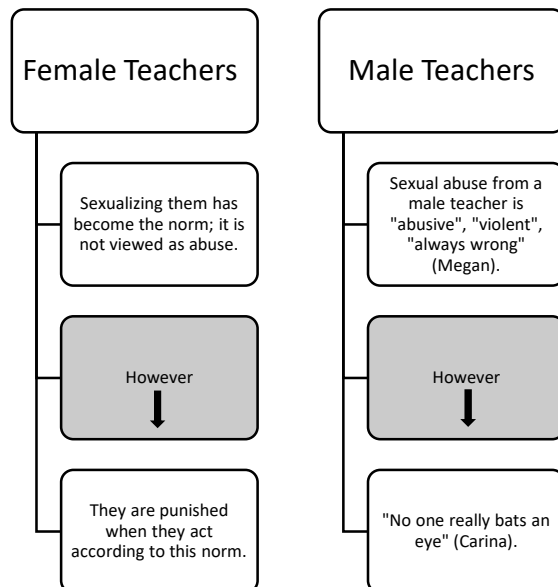 Female Teachers
Sexualizing them has
become the norm; it is
not viewed as abuse.
However
They are punished
when they act
according to this norm.
Male Teachers
Sexual abuse from a
male teacher is
"abusive", "violent",
"always wrong"
(Megan).
However
"No one really bats an
eye" (Carina).